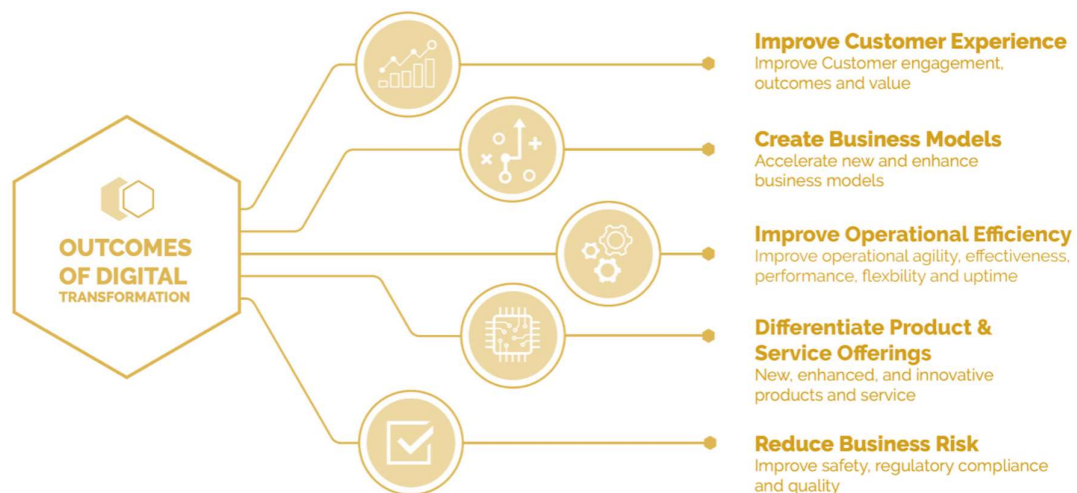 OUTCOMES
OF DIGITAL
TRANSFORMATION
Improve Customer Experience
Improve Customer engagement,
outcomes and value
Create Business Models
Accelerate new and enhance
business models
Improve Operational Efficiency
Improve operational agility, effectiveness,
performance, flexbility and uptime
Differentiate Product &
Service Offerings
New, enhanced, and innovative
products and service
Reduce Business Risk
Improve safety, regulatory compliance
and quality